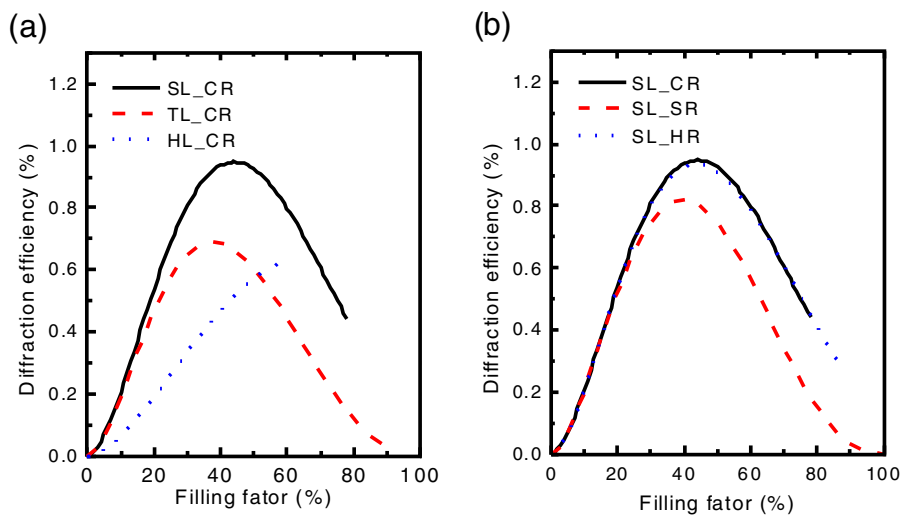 (a)
Diffraction efficiency (%)
1.2
1.0
0.8
0.6
0.4
0.2
0.0
SL_CR
TL_CR
HL_CR
0 20 40 60 80 100
Filling fator (%)
(b)
Diffraction efficiency (%)
1.2
1.0
0.8
0.6
0.4
0.2
0.0
SL_CR
SL_SR
SL_HR
0 20 40 60 80 100
Filling fator (%)